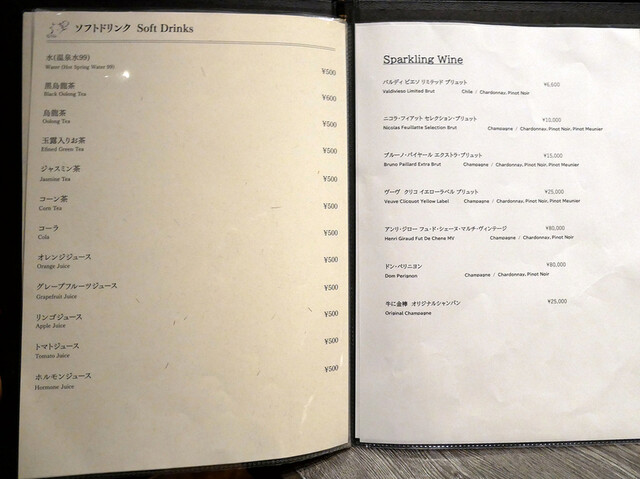 ソフトドリンク Soft Drinks
水(温泉水99)
Water (Hot Spring Water 99)
¥500
黒烏龍茶
Black Oolong Tea
¥600
烏龍茶
Oolong Tea
¥500
玉露入りお茶
¥500
ジャスミン茶
Jasmine Tea
¥500
コーン茶
Corn Tea
¥500
コーラ
Cola
¥500
オレンジジュース
Orange Juice
¥500
グレープフルーツジュース
Grapefruit Juice
¥500
リンゴジュース
Apple Juice
¥500
トマトジュース
Tomato Juice
¥500
ホルモンジュース
Hormone Juice
¥500
Sparkling Wine
バルディビエソ リミテッド ブリュット ¥6,600
Valdivieso Limited Brut Chile / Chardonnay, Pinot Noir
ニコラ・フィアット セレクション・ブリュット ¥10,000
Nicolas Feuillatte Selection Brut Champagne / Chardonnay, Pinot Noir, Pinot Meunier
ブルーノ・パイヤール エクストラ・ブリュット ¥15,000
Bruno Paillard Extra Brut Champagne / Chardonnay, Pinot Noir, Pinot Meunier
ヴーヴ クリコ イエローラベル ブリュット ¥25,000
Veuve Clicquot Yellow Label Champagne / Chardonnay, Pinot Noir, Pinot Meunier
アンリ・ジロー フュ・ド・シェーヌ・マルチ・ヴィンテージ ¥80,000
Henri Giraud Fut De Chene MV Champagne / Chardonnay, Pinot Noir
ドン・ペリニヨン ¥80,000
Dom Perignon Champagne / Chardonnay, Pinot Noir
牛に金棒 オリジナルシャンパン ¥25,000
Original Champagne